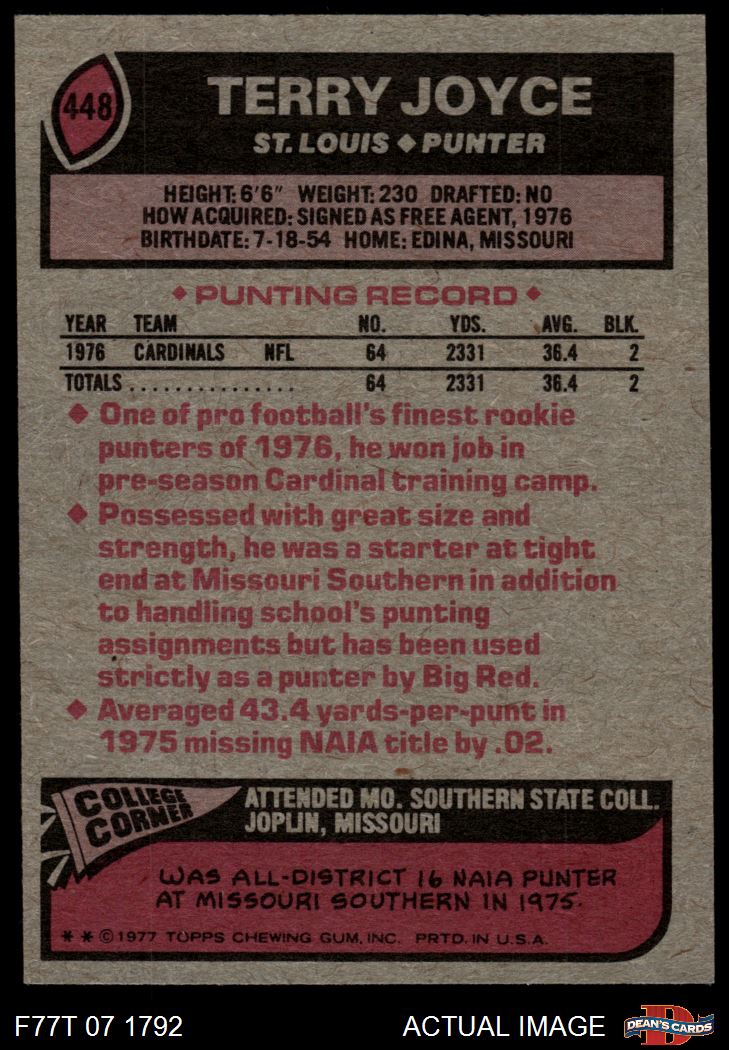 448
TERRY JOYCE
ST. LOUIS ◆ PUNTER
HEIGHT: 6'6" WEIGHT: 230 DRAFTED: NO
HOW ACQUIRED: SIGNED AS FREE AGENT, 1976
BIRTHDATE: 7-18-54 HOME: EDINA, MISSOURI
◆ PUNTING RECORD ◆
YEAR TEAM NO. YDS. AVG. BLK.
1976 CARDINALS NFL 64 2331 36.4 2
TOTALS ............... 64 2331 36.4 2
◆ One of pro football's finest rookie
punters of 1976, he won job in
pre-season Cardinal training camp.
◆ Possessed with great size and
strength, he was a starter at tight
end at Missouri Southern in addition
to handling school's punting
assignments but has been used
strictly as a punter by Big Red.
◆ Averaged 43.4 yards-per-punt in
1975 missing NAIA title by .02.
COLLEGE
CORNER
ATTENDED MO. SOUTHERN STATE COLL.
JOPLIN, MISSOURI
WAS ALL-DISTRICT 16 NAIA PUNTER
AT MISSOURI SOUTHERN IN 1975.
* * © 1977 TOPPS CHEWING GUM, INC. PRTD. IN U.S.A.
F77T 07 1792 ACTUAL IMAGE
D
DEAN'S CARDS